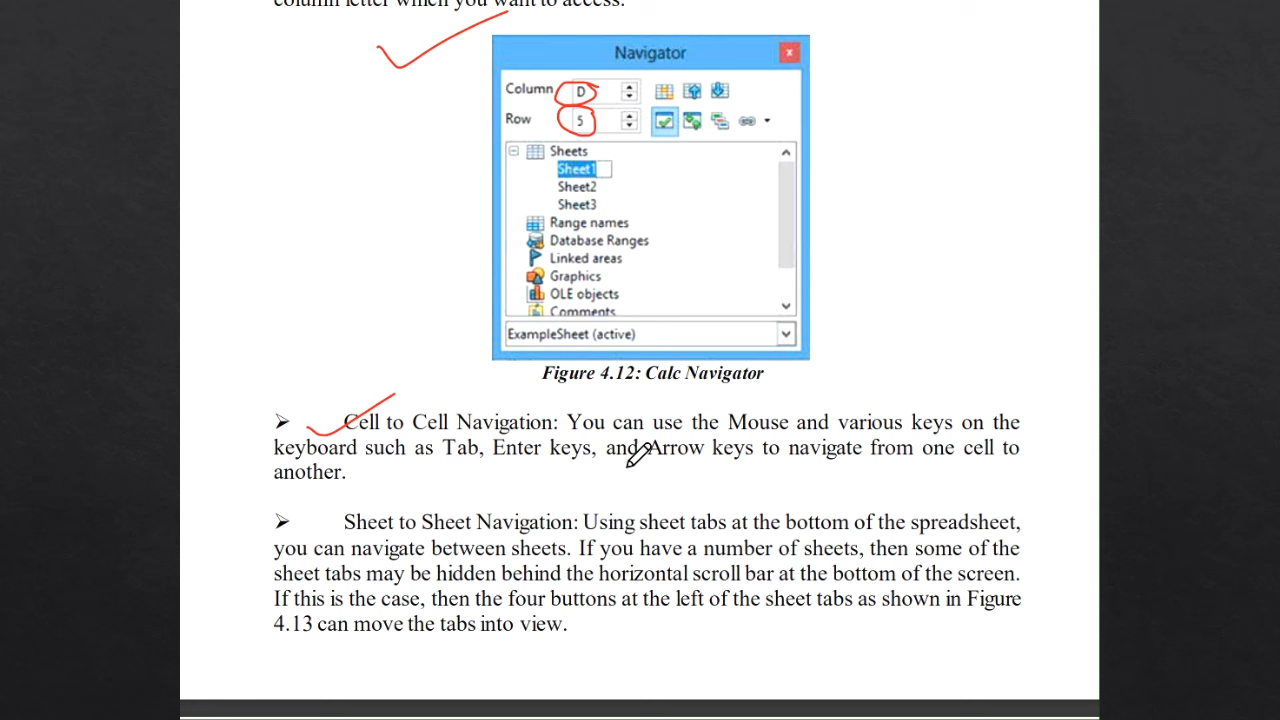 column letter which you want to access.
Navigator
x
Column D
Row 5
Sheets
Sheet1
Sheet2
Sheet3
Range names
Database Ranges
Linked areas
Graphics
OLE objects
Comments
ExampleSheet (active)
Figure 4.12: Calc Navigator
Cell to Cell Navigation: You can use the Mouse and various keys on the
keyboard such as Tab, Enter keys, and Arrow keys to navigate from one cell to
another.
Sheet to Sheet Navigation: Using sheet tabs at the bottom of the spreadsheet,
you can navigate between sheets. If you have a number of sheets, then some of the
sheet tabs may be hidden behind the horizontal scroll bar at the bottom of the screen.
If this is the case, then the four buttons at the left of the sheet tabs as shown in Figure
4.13 can move the tabs into view.